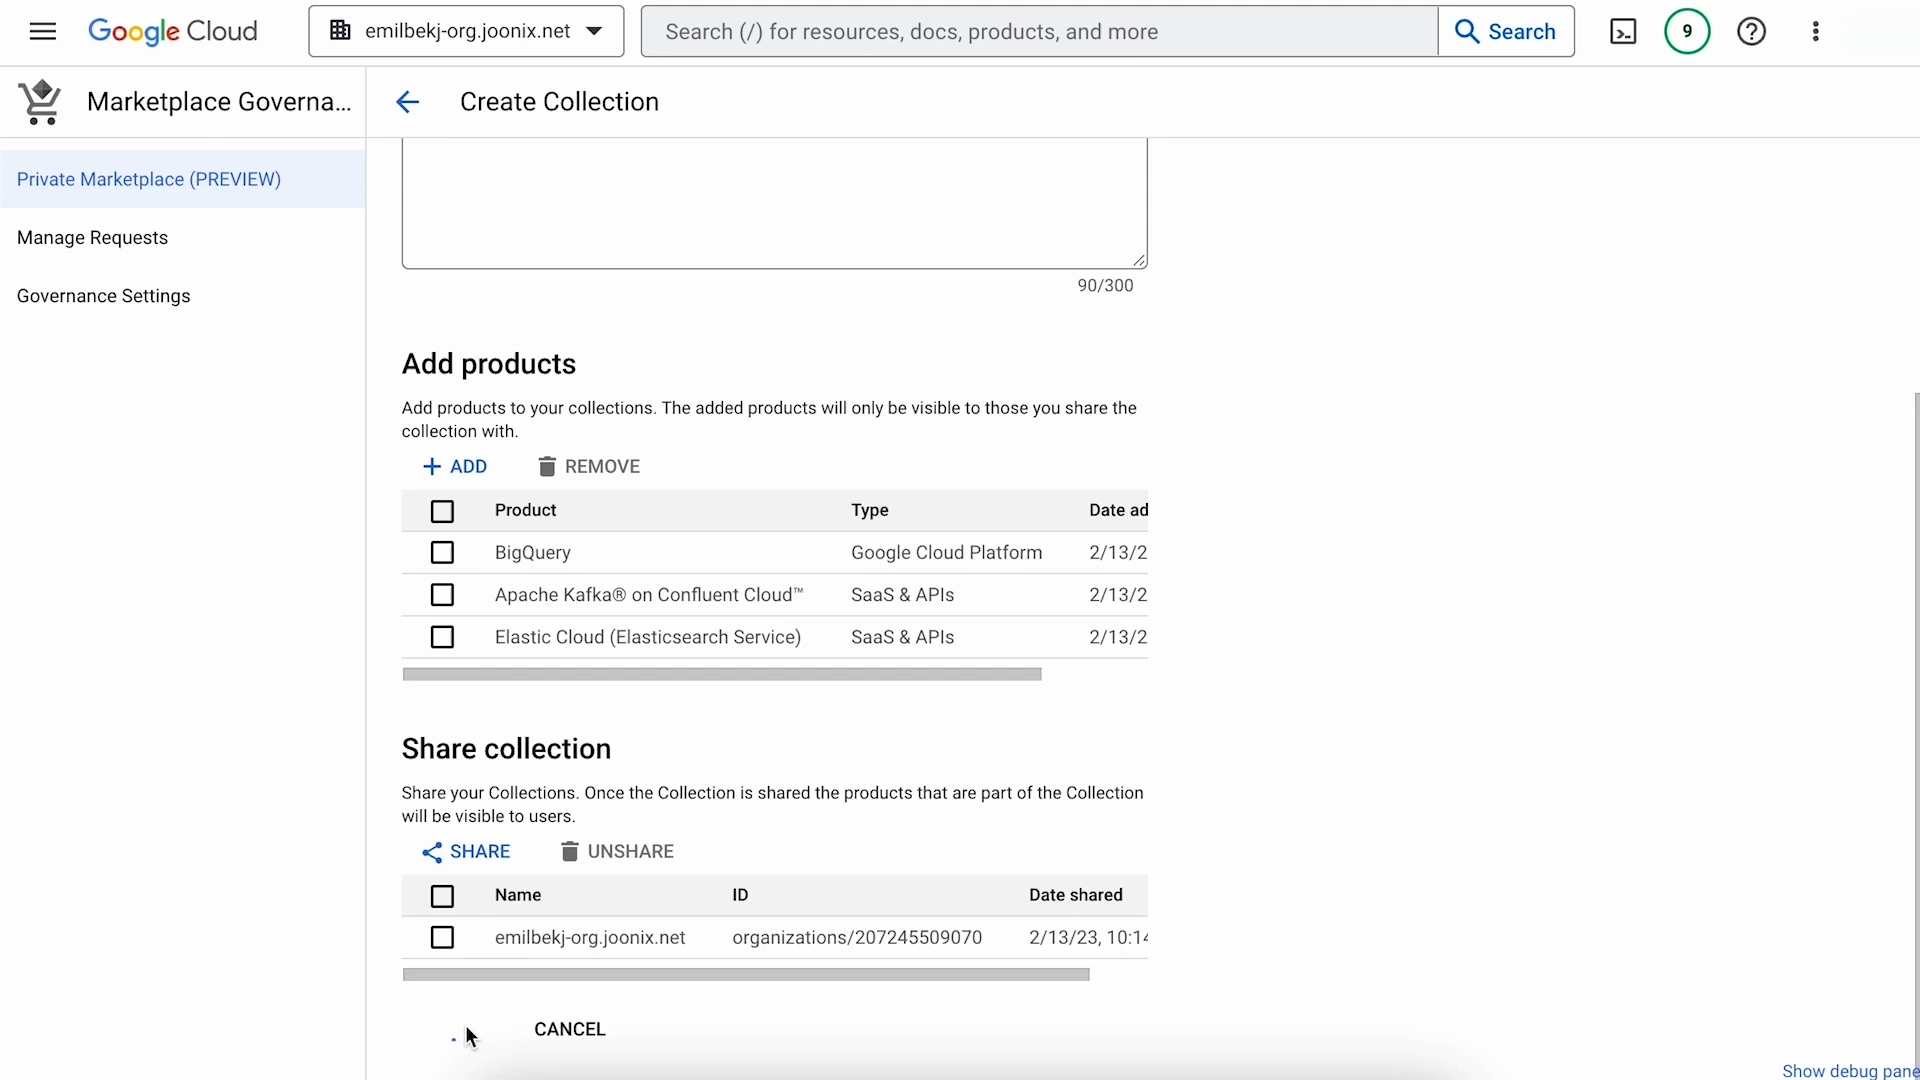 Google Cloud
emilbekj-org.joonix.net
Search (/) for resources, docs, products, and more
Search
9
Marketplace Governa...
Create Collection
Private Marketplace (PREVIEW)
Manage Requests
Governance Settings
90/300
Add products
Add products to your collections. The added products will only be visible to those you share the
collection with.
ADD
REMOVE
Product Type Date ad
BigQuery Google Cloud Platform 2/13/2
Apache Kafka® on Confluent Cloud™ SaaS & APIs 2/13/2
Elastic Cloud (Elasticsearch Service) SaaS & APIs 2/13/2
Share collection
Share your Collections. Once the Collection is shared the products that are part of the Collection
will be visible to users.
SHARE
UNSHARE
Name ID Date shared
emilbekj-org.joonix.net organizations/207245509070 2/13/23, 10:14
CANCEL
Show debug pane